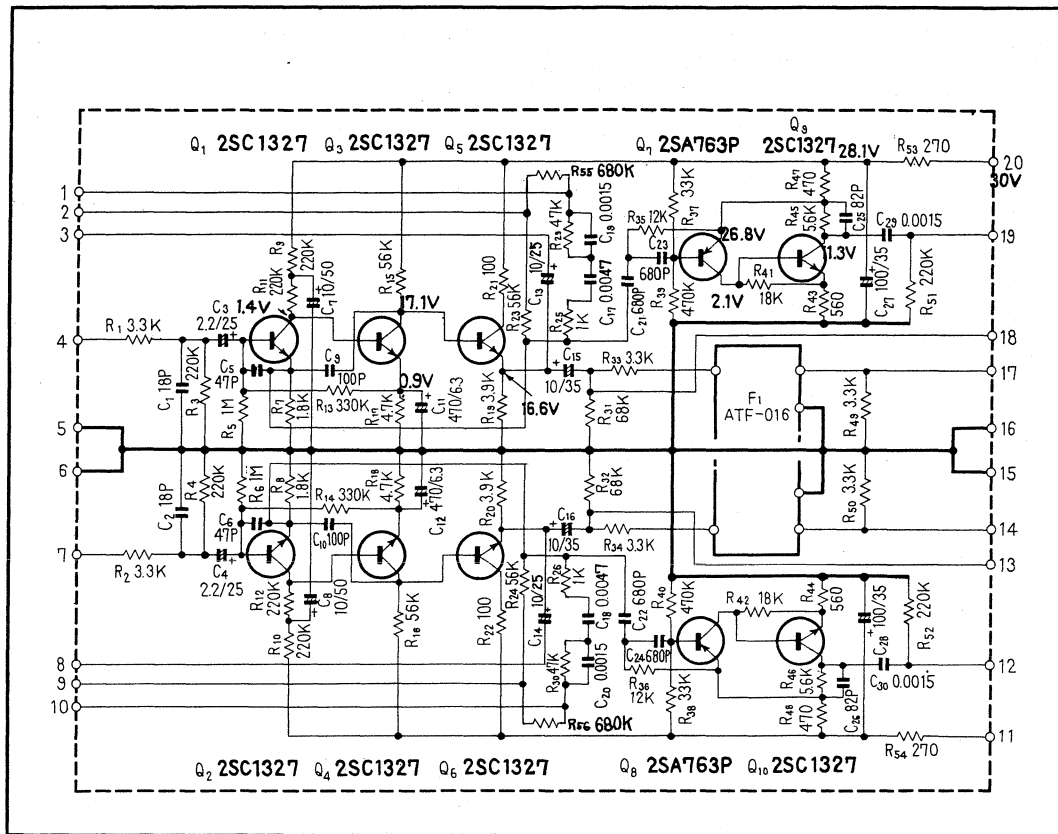 Q1 2SC1327 Q3 2SC1327 Q5 2SC1327 Q7 2SA763P Q9 2SC1327
28.1V
R53 270
20
30V
R55 680K
1
2
3
R9 220K
R11 220K
C7 10/50
R15 56K
R21 100
R23 56K
C13 10/25
R29 47K
C19 0.0015
C17 0.0047
R25 1K
C21 680P
R35 12K
C23 680P
R37 33K
R39 470K
26.8V
2.1V
R41 18K
R47 470
R45 5.6K
C25 82P
11.3V
R43 560
C27 100/35
C29 0.0015
R51 220K
19
1.4V
17.1V
C3 2.2/25
R1 3.3K
4
C1 18P
R3 220K
C5 47P
R5 1M
R7 1.8K
C9 100P
R13 330K
0.9V
R17 4.7K
C11 470/6.3
R19 3.9K
16.6V
C15 10/35
R33 3.3K
R31 68K
F1
ATF-016
R49 3.3K
18
17
5
6
16
15
C2 18P
R4 220K
R6 1M
R8 1.8K
C6 47P
R14 330K
C10 100P
R18 4.7K
C12 470/6.3
R20 3.9K
C16 10/35
R32 68K
R34 3.3K
R50 3.3K
14
13
7
R2 3.3K
C4 2.2/25
R12 220K
R10 220K
C8 10/50
R16 56K
R22 100
R24 56K
C14 10/25
R26 1K
C18 0.0047
R30 47K
C20 0.0015
C22 680P
C24 680P
R36 12K
R40 470K
R38 33K
R42 18K
R44 560
R46 5.6K
R48 470
C26 82P
100/35
C28
C30 0.0015
R52 220K
12
8
9
10
R56 680K
R54 270
11
Q2 2SC1327 Q4 2SC1327 Q6 2SC1327 Q8 2SA763P Q10 2SC1327